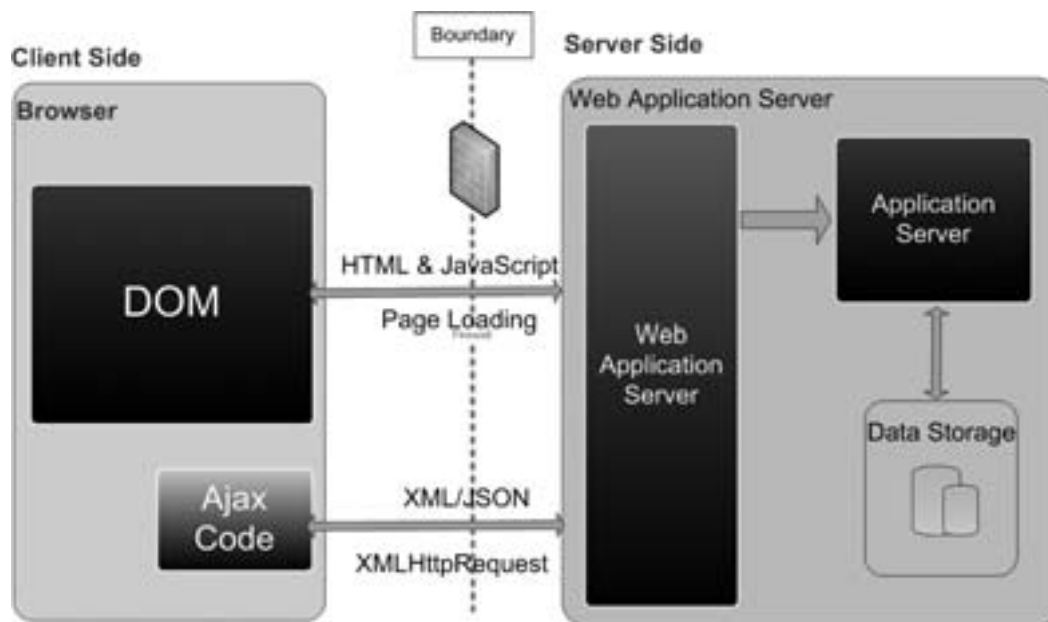 Boundary
Client Side
Server Side
Browser
Web Application Server
DOM
HTML & JavaScript
Page Loading
Firewall
Web
Application
Server
Application
Server
Data Storage
Ajax
Code
XML/JSON
XMLHttpRequest